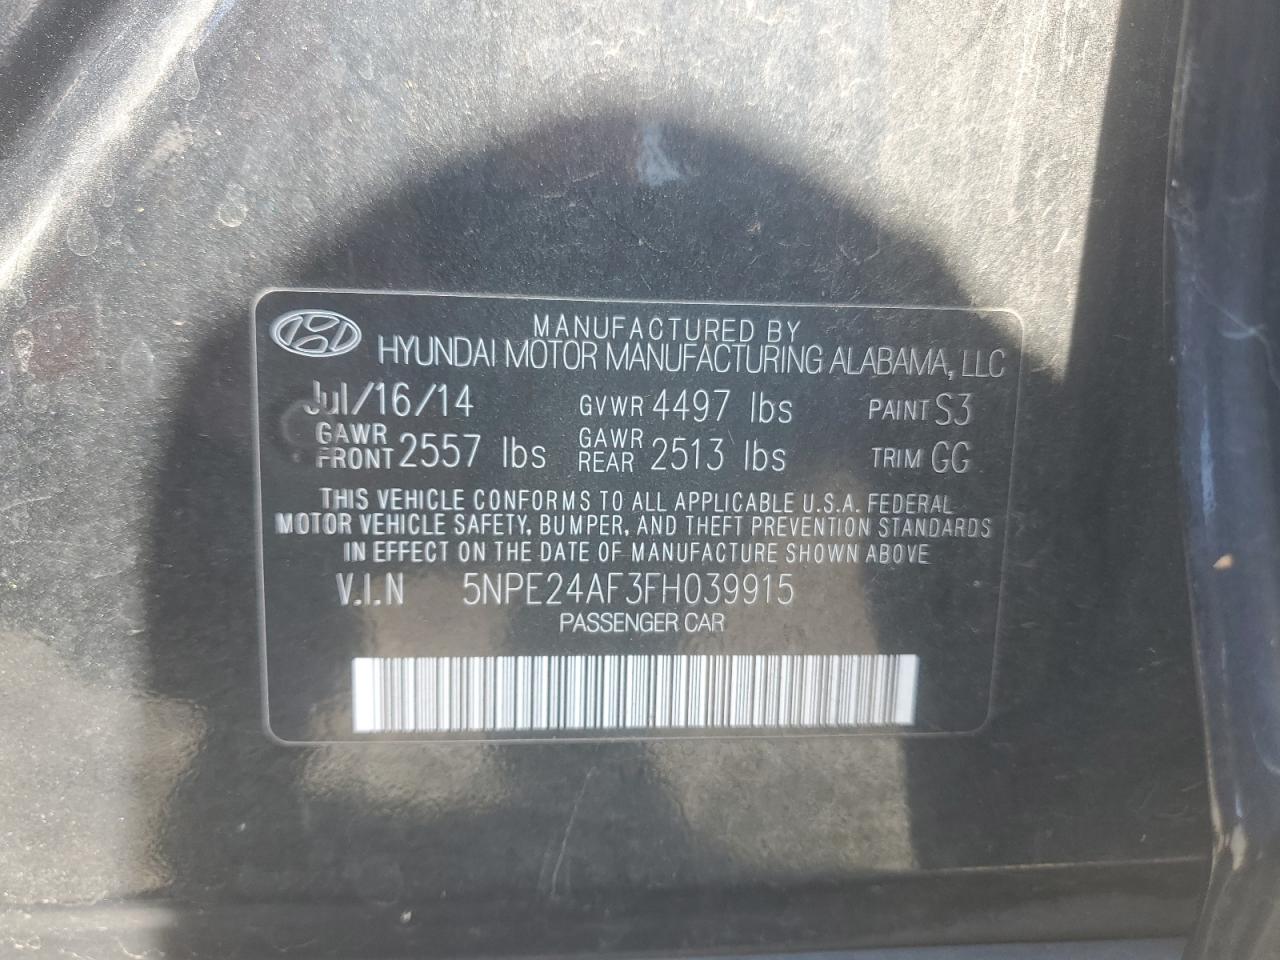 MANUFACTURED BY
HYUNDAI MOTOR MANUFACTURING ALABAMA, LLC
Jul/16/14 GVWR 4497 lbs PAINT S3
GAWR FRONT 2557 lbs GAWR REAR 2513 lbs TRIM GG
THIS VEHICLE CONFORMS TO ALL APPLICABLE U.S.A. FEDERAL
MOTOR VEHICLE SAFETY, BUMPER, AND THEFT PREVENTION STANDARDS
IN EFFECT ON THE DATE OF MANUFACTURE SHOWN ABOVE
V.I.N 5NPE24AF3FH039915
PASSENGER CAR